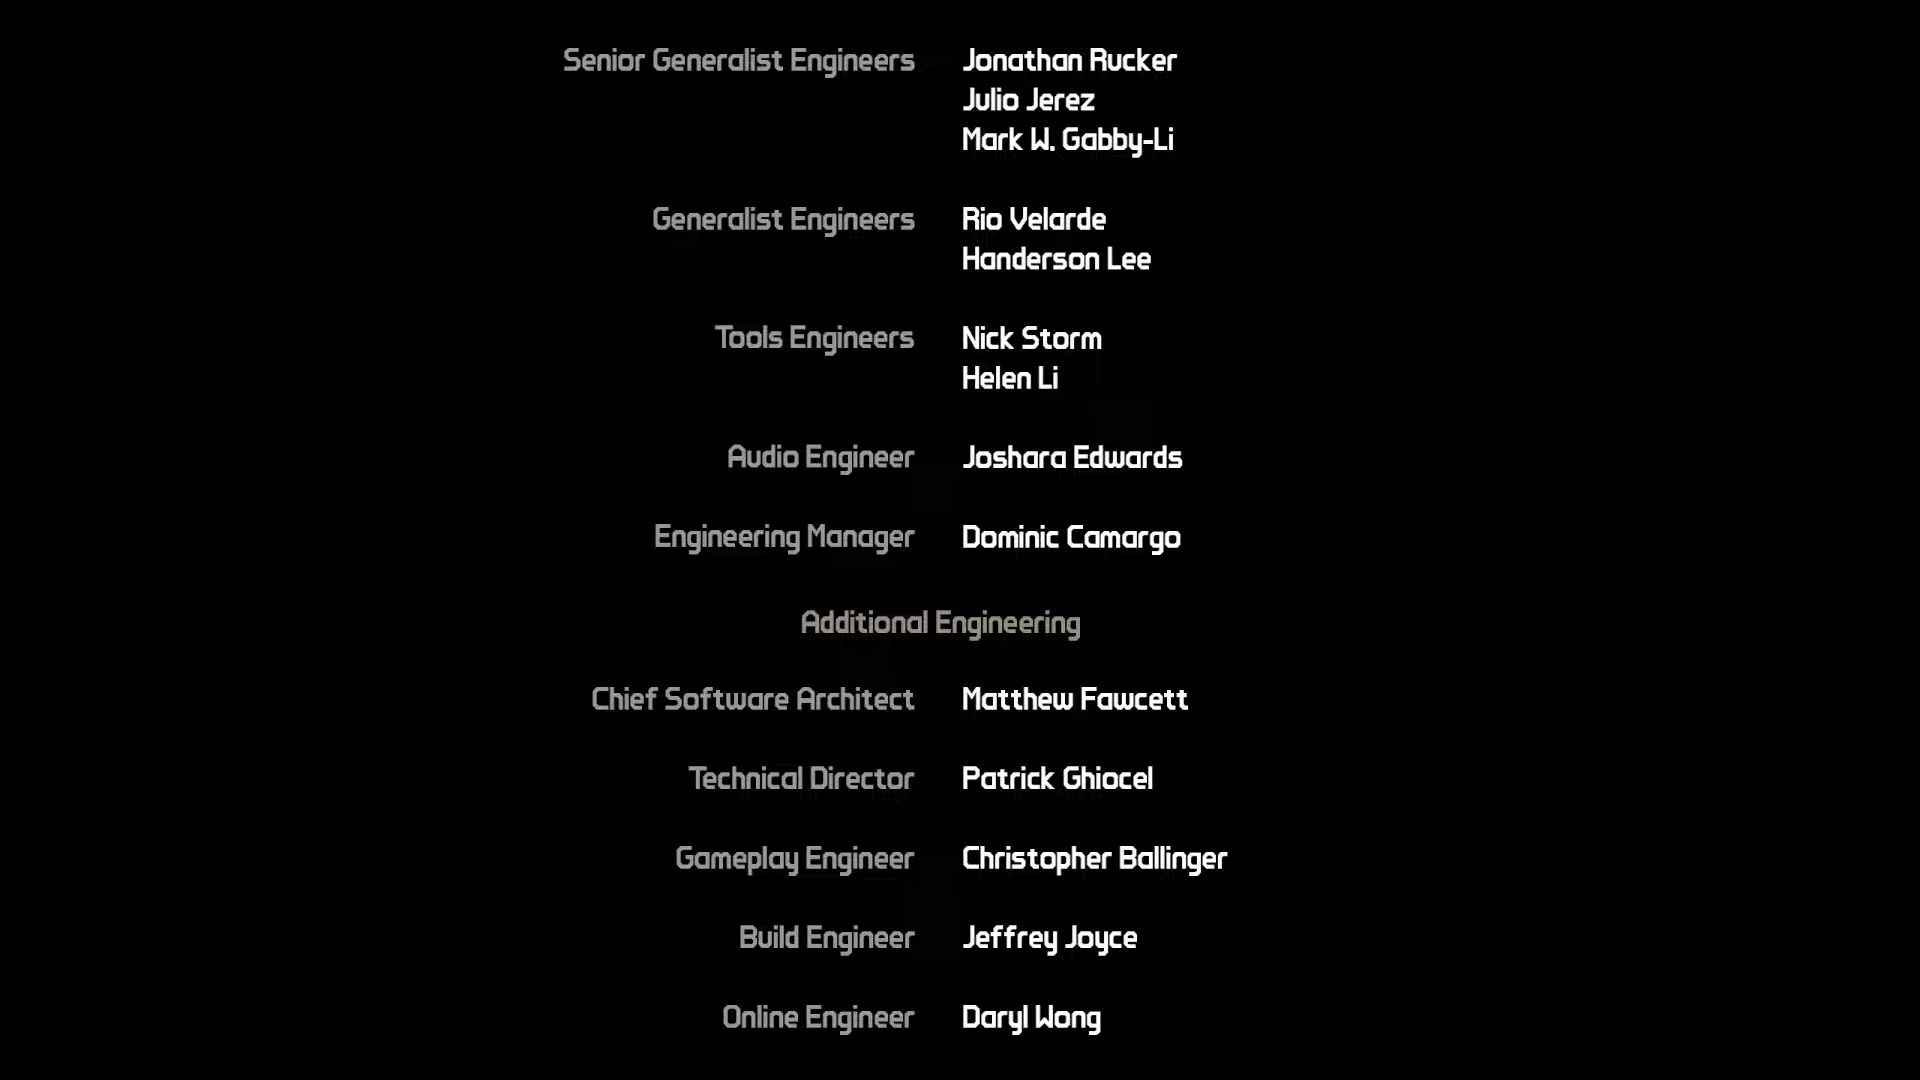 Senior Generalist Engineers Jonathan Rucker
Julio Jerez
Mark W. Gabby-Li
Generalist Engineers Rio Velarde
Handerson Lee
Tools Engineers Nick Storm
Helen Li
Audio Engineer Joshara Edwards
Engineering Manager Dominic Camargo
Additional Engineering
Chief Software Architect Matthew Fawcett
Technical Director Patrick Ghiocel
Gameplay Engineer Christopher Ballinger
Build Engineer Jeffrey Joyce
Online Engineer Daryl Wong